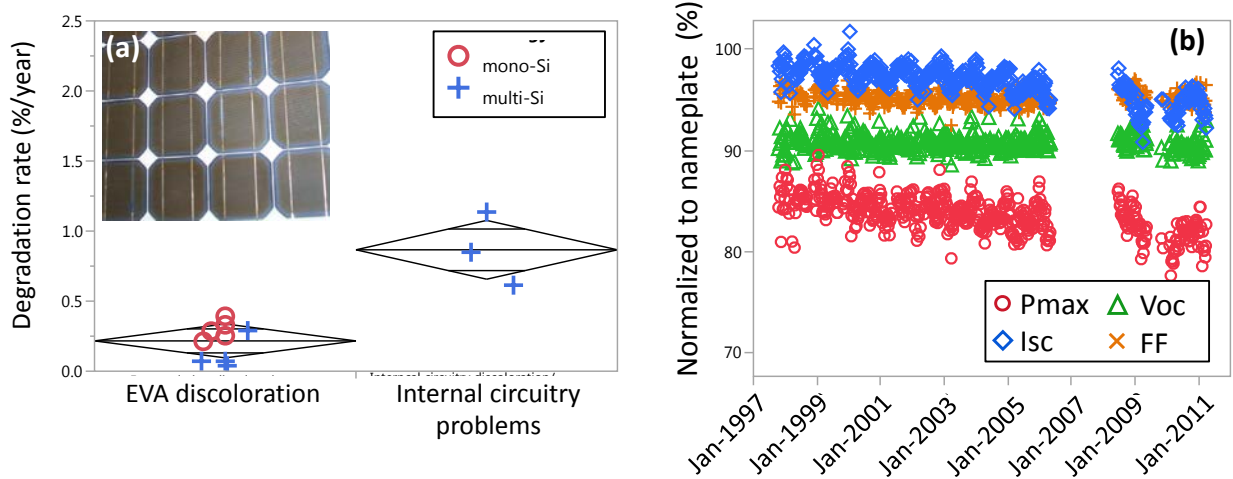 (a)
mono-Si
multi-Si
Degradation rate (%/year)
2.5
2.0
1.5
1.0
0.5
0.0
EVA discoloration
Internal circuitry
problems
(b)
Normalized to nameplate (%)
100
90
80
70
Pmax
Voc
Isc
FF
Jan-1997
Jan-1999
Jan-2001
Jan-2003
Jan-2005
Jan-2007
Jan-2009
Jan-2011